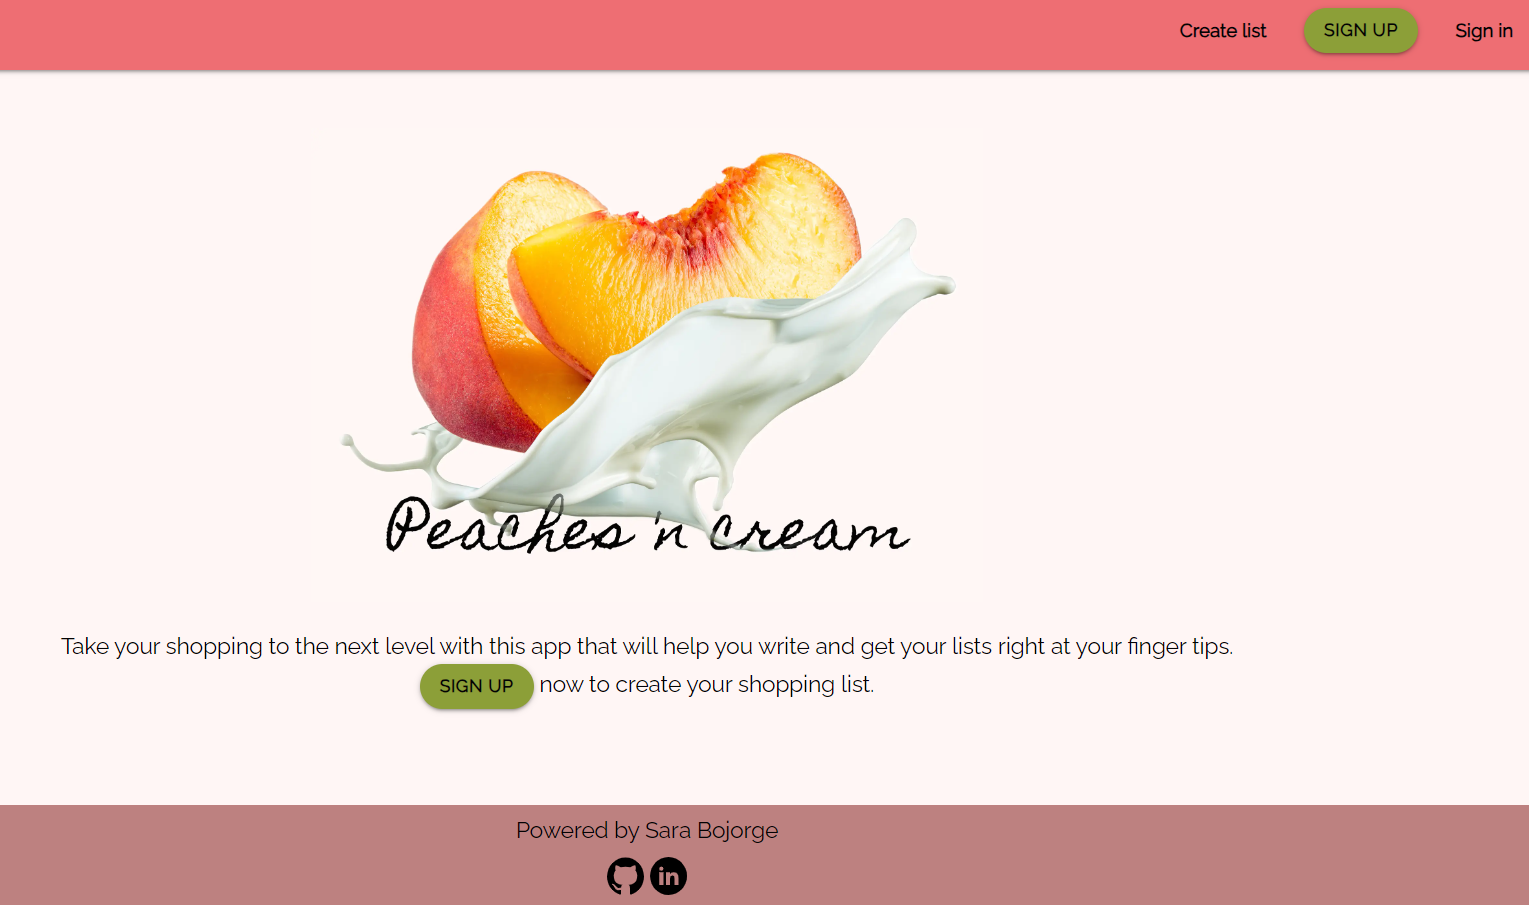 Create list SIGN UP Sign in
Peaches 'n cream
Take your shopping to the next level with this app that will help you write and get your lists right at your finger tips.
SIGN UP now to create your shopping list.
Powered by Sara Bojorge
in